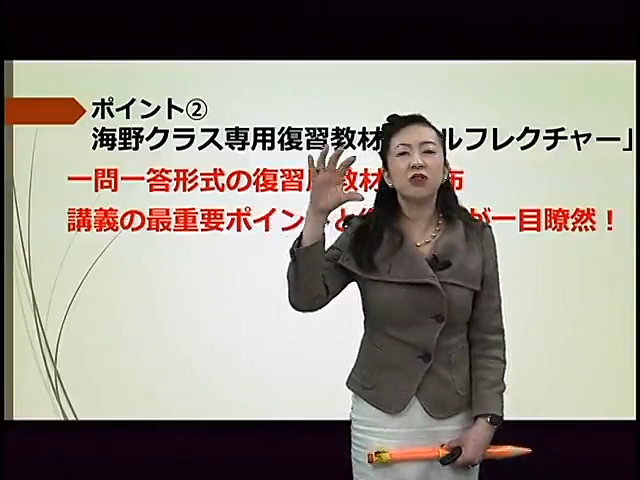 ポイント②
海野クラス専用復習教材 ルフレクチャー」
一問一答形式の復習 教材 布
講義の最重要ポイン と が一目瞭然！